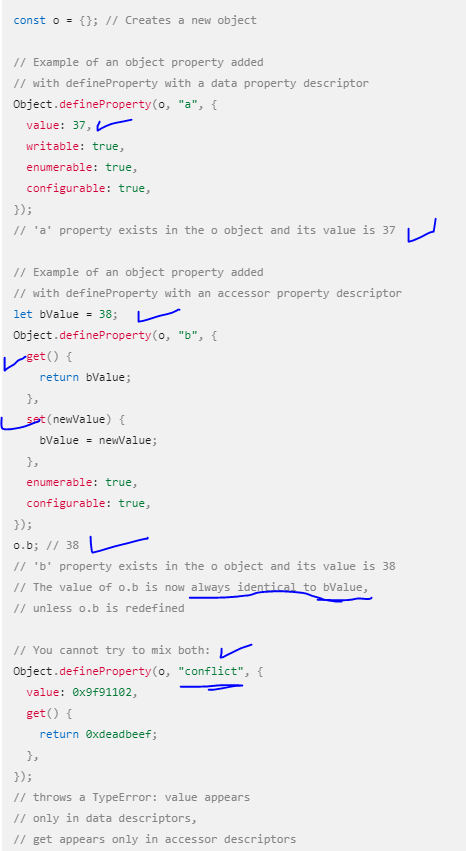 const o = {}; // Creates a new object
// Example of an object property added
// with defineProperty with a data property descriptor
Object.defineProperty(o, "a", {
  value: 37,
  writable: true,
  enumerable: true,
  configurable: true,
});
// 'a' property exists in the o object and its value is 37
// Example of an object property added
// with defineProperty with an accessor property descriptor
let bValue = 38;
Object.defineProperty(o, "b", {
  get() {
    return bValue;
  },
  set(newValue) {
    bValue = newValue;
  },
  enumerable: true,
  configurable: true,
});
o.b; // 38
// 'b' property exists in the o object and its value is 38
// The value of o.b is now always identical to bValue,
// unless o.b is redefined
// You cannot try to mix both:
Object.defineProperty(o, "conflict", {
  value: 0x9f91102,
  get() {
    return 0xdeadbeef;
  },
});
// throws a TypeError: value appears
// only in data descriptors,
// get appears only in accessor descriptors